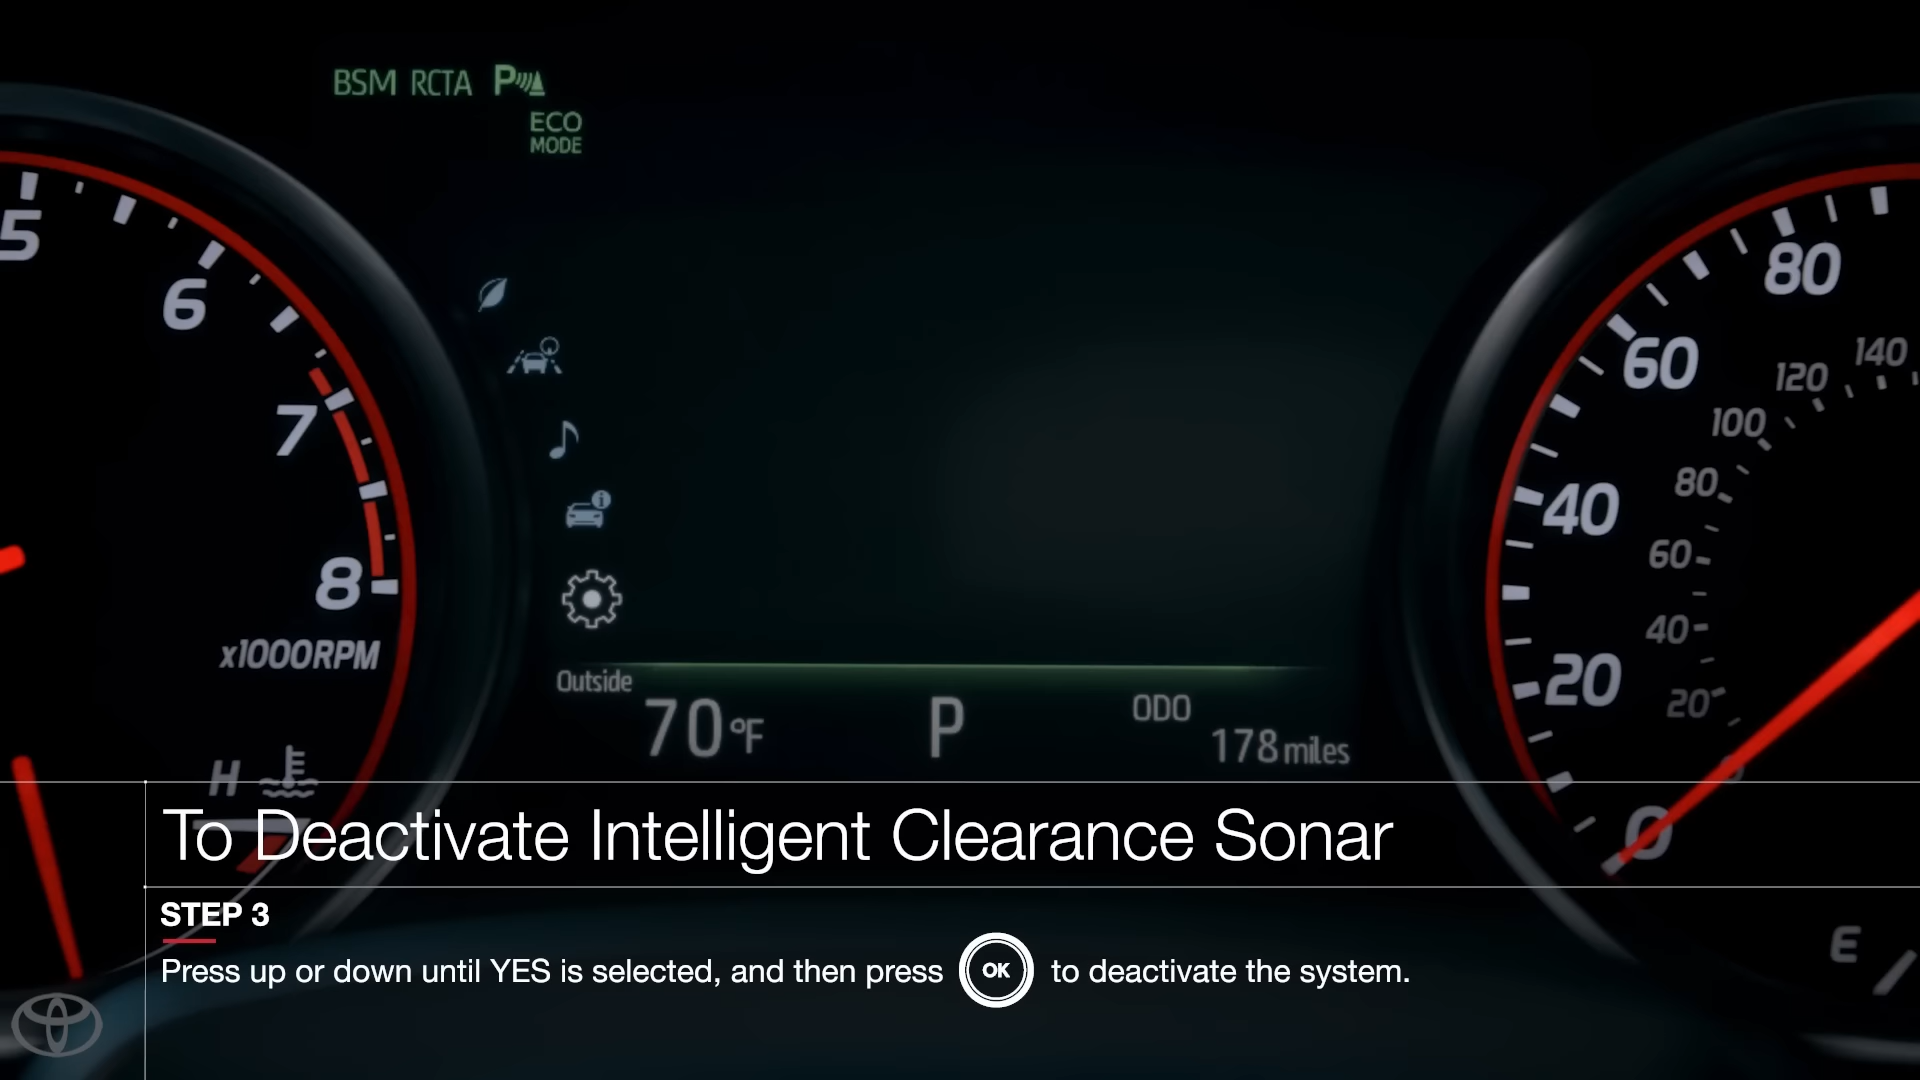 BSM RCTA P
ECO
MODE
5
6
7
8
x1000RPM
H
Outside
70°F
P
ODO
178 miles
80
60
40
20
0
140
120
100
80
60
40
20
0
E
To Deactivate Intelligent Clearance Sonar
STEP 3
Press up or down until YES is selected, and then press OK to deactivate the system.